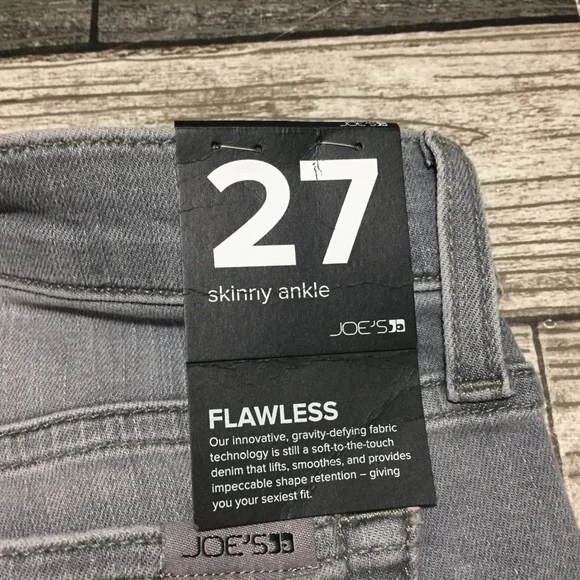 JOE'S
27
skinny ankle
JOE'S
FLAWLESS
Our innovative, gravity-defying fabric
technology is still a soft-to-the-touch
denim that lifts, smoothes, and provides
impeccable shape retention – giving
you your sexiest fit.
JOE'S